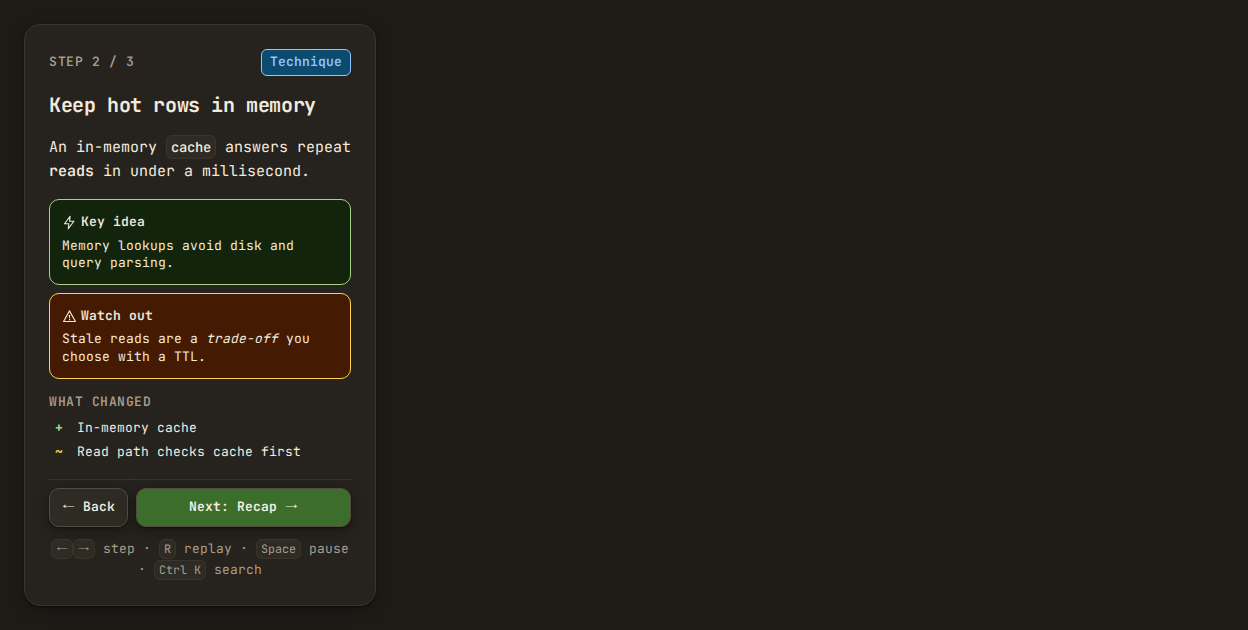 STEP 2 / 3
Technique
Keep hot rows in memory
An in-memory cache answers repeat
reads in under a millisecond.
Key idea
Memory lookups avoid disk and
query parsing.
Watch out
Stale reads are a trade-off you
choose with a TTL.
WHAT CHANGED
+ In-memory cache
~ Read path checks cache first
← Back
Next: Recap →
← → step · R replay · Space pause
· Ctrl K search